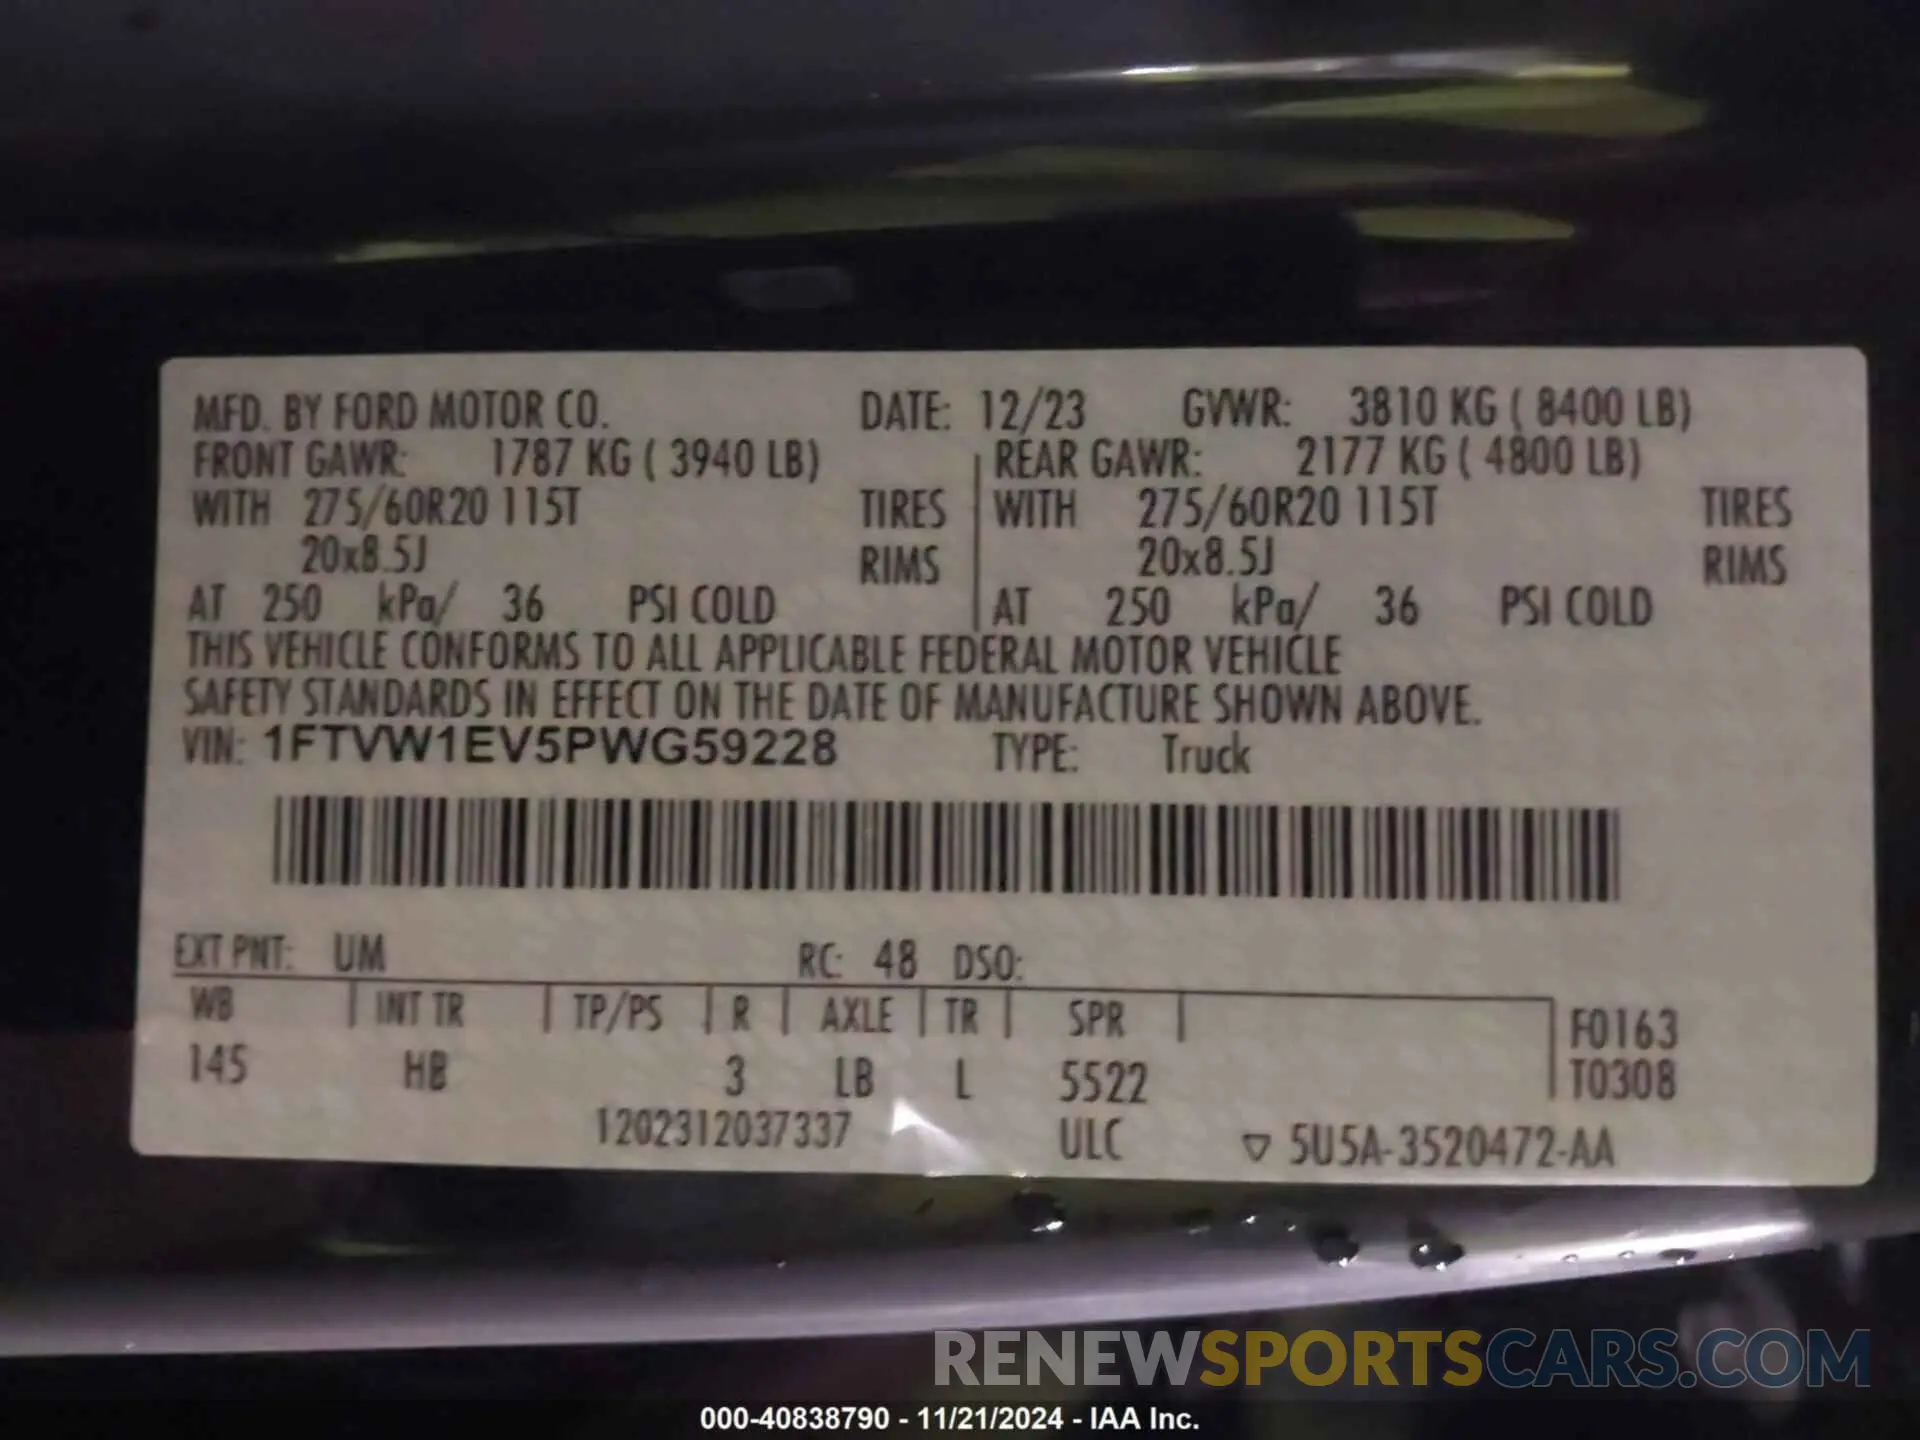 MFD. BY FORD MOTOR CO. DATE: 12/23 GVWR: 3810 KG ( 8400 LB)
FRONT GAWR: 1787 KG ( 3940 LB) REAR GAWR: 2177 KG ( 4800 LB)
WITH 275/60R20 115T TIRES WITH 275/60R20 115T TIRES
20x8.5J RIMS 20x8.5J RIMS
AT 250 kPa/ 36 PSI COLD AT 250 kPa/ 36 PSI COLD
THIS VEHICLE CONFORMS TO ALL APPLICABLE FEDERAL MOTOR VEHICLE
SAFETY STANDARDS IN EFFECT ON THE DATE OF MANUFACTURE SHOWN ABOVE.
VIN: 1FTVW1EV5PWG59228 TYPE: Truck
EXT PNT: UM RC: 48 DSO:
WB INT TR TP/PS R AXLE TR SPR F0163
145 HB 3 LB L 5522 T0308
1202312037337 ULC ▽ 5U5A-3520472-AA
RENEWSPORTSCARS.COM
000-40838790 - 11/21/2024 - IAA Inc.